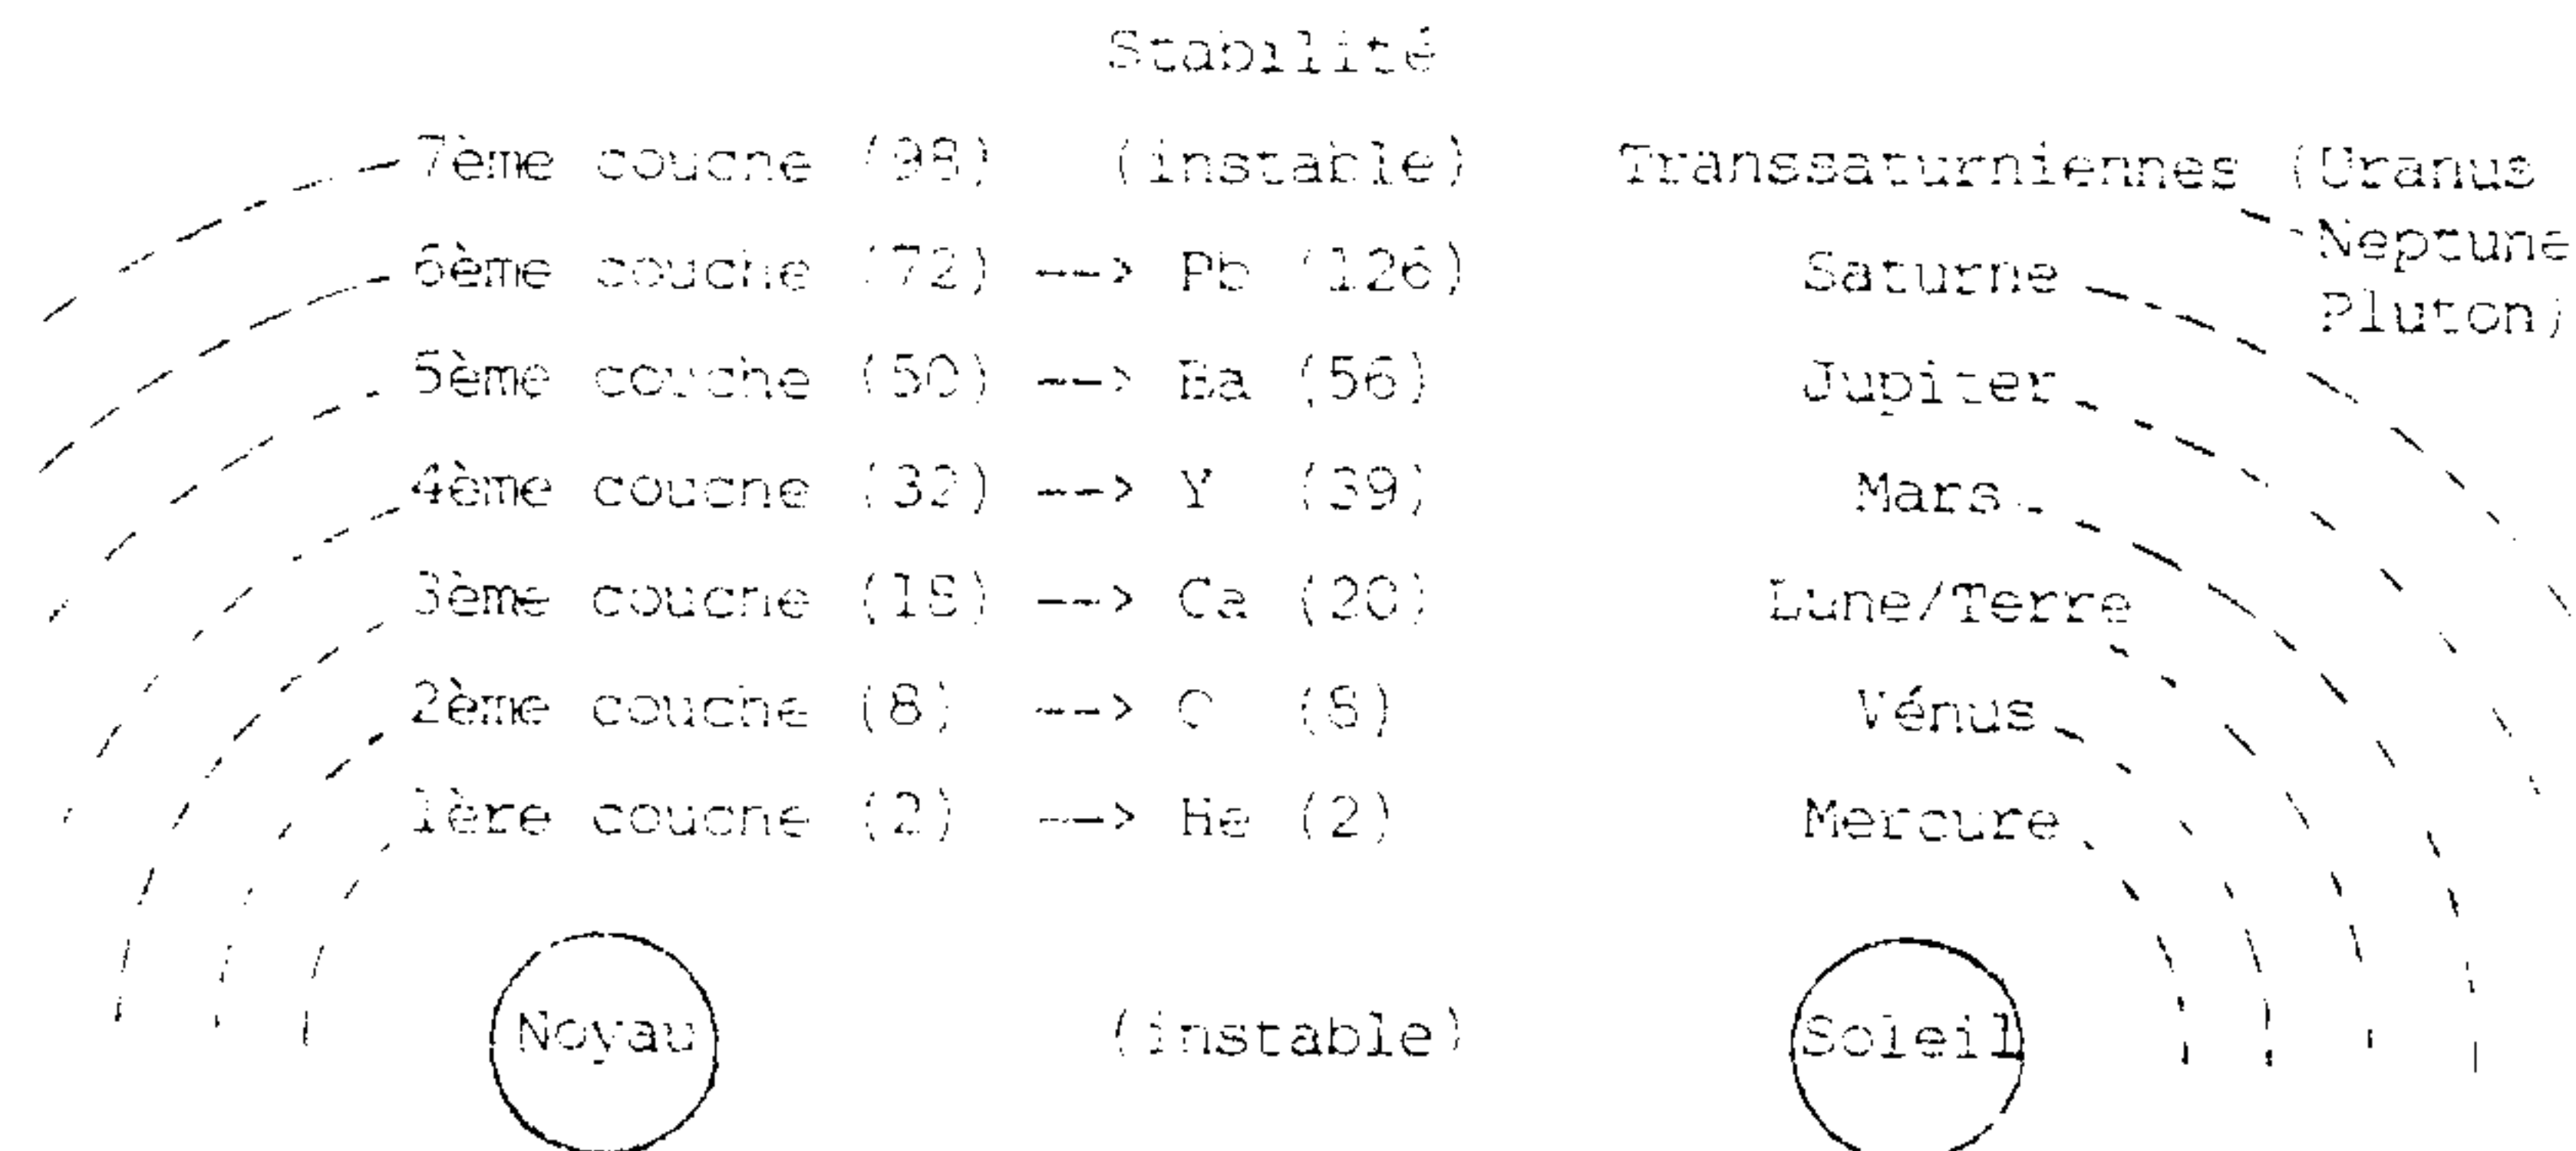 Stabilité
7ème couche (98) (instable) Transsaturniennes (Uranus
Neptune
6ème couche (72) --> Pb (126) Saturne
Pluton)
5ème couche (50) --> Ba (56) Jupiter
4ème couche (32) --> Y (39) Mars
3ème couche (18) --> Ca (20) Lune/Terre
2ème couche (8) --> O (8) Vénus
1ère couche (2) --> He (2) Mercure
Noyau (instable) Soleil